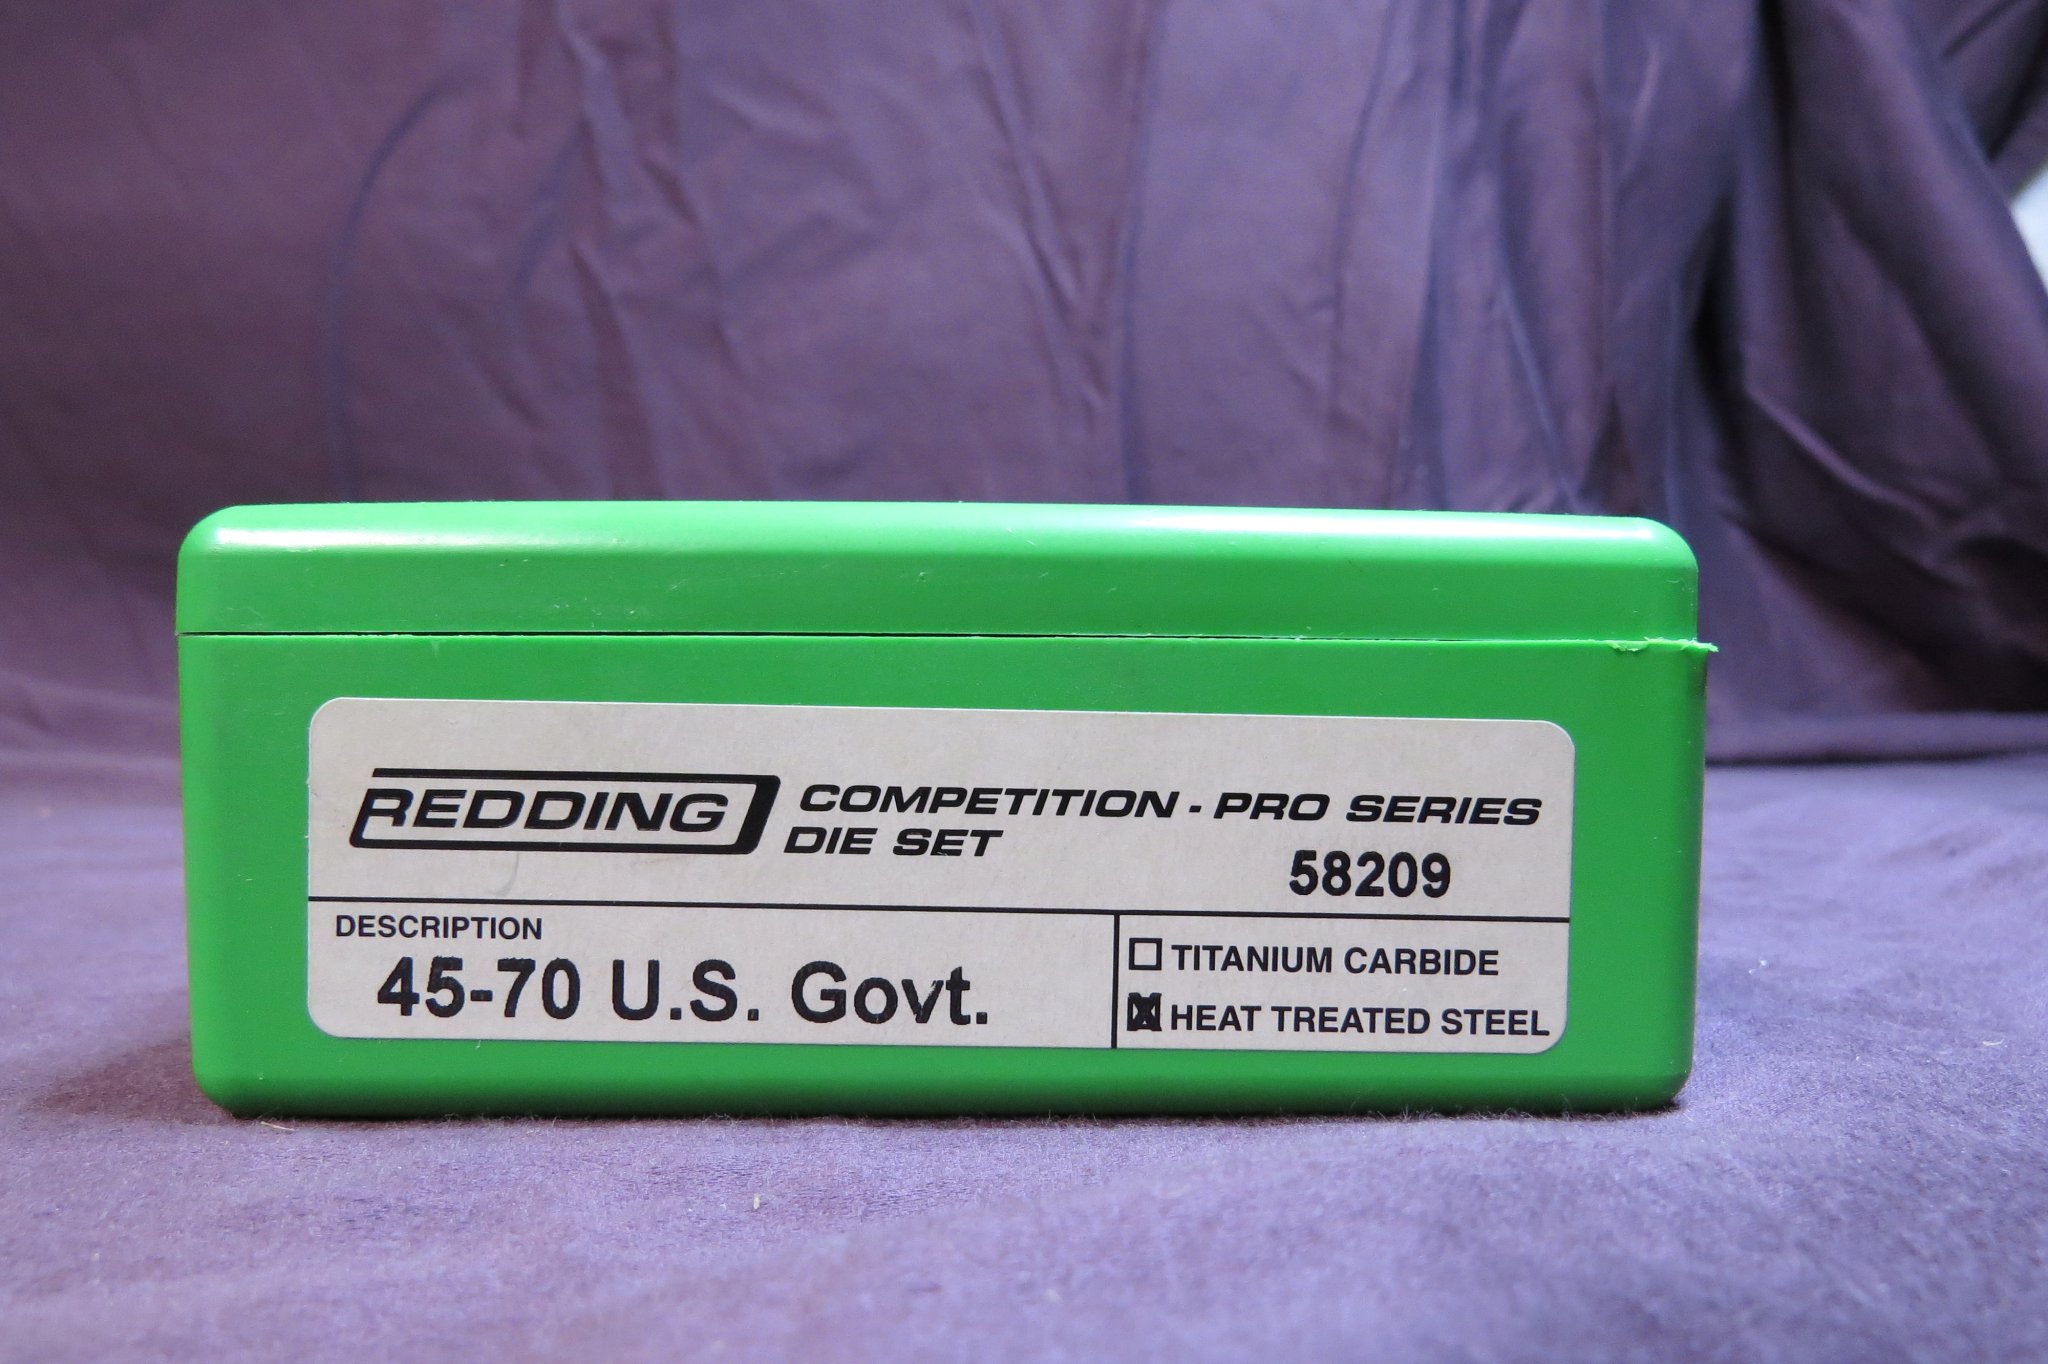 REDDING COMPETITION - PRO SERIES
DIE SET
58209
DESCRIPTION
45-70 U.S. Govt.
TITANIUM CARBIDE
HEAT TREATED STEEL